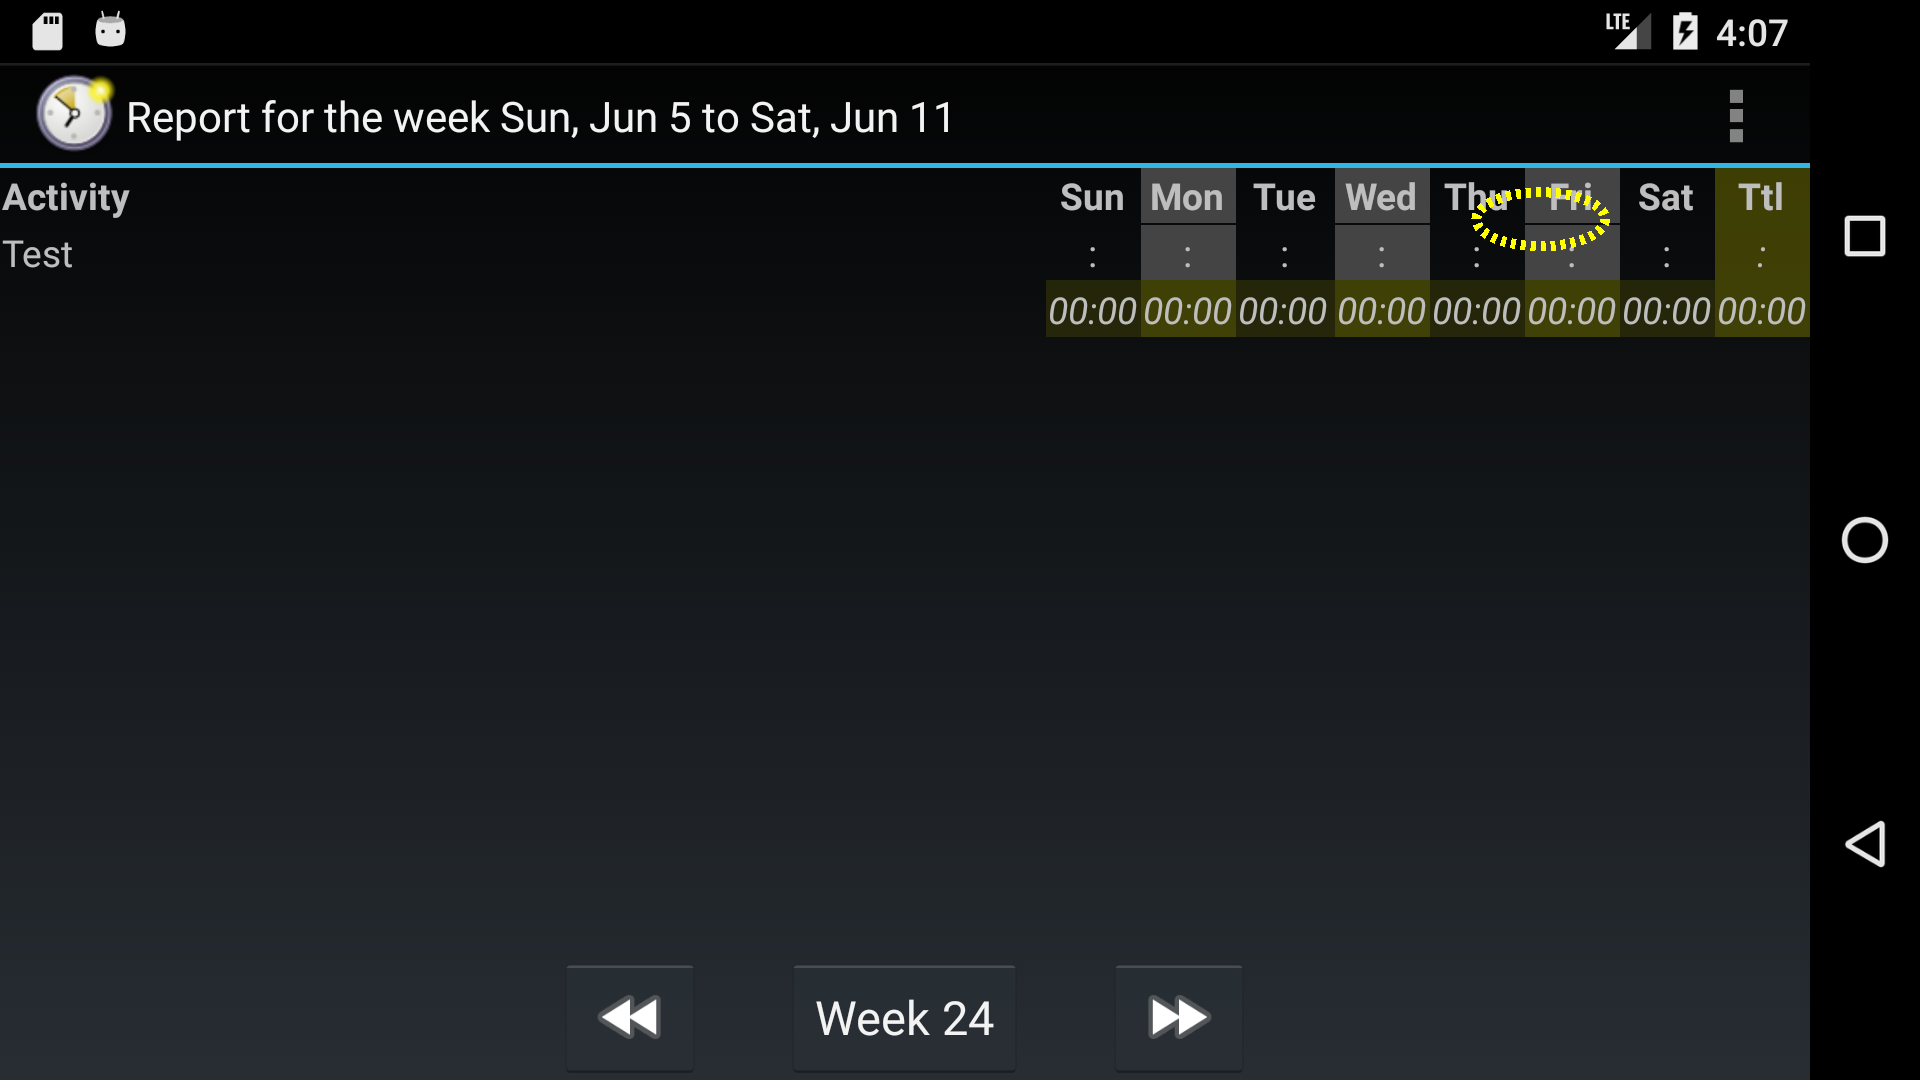 LTE 4:07
Report for the week Sun, Jun 5 to Sat, Jun 11
Activity Sun Mon Tue Wed Thu Fri Sat Ttl
Test : : : : : : : :
00:00 00:00 00:00 00:00 00:00 00:00 00:00 00:00
Week 24